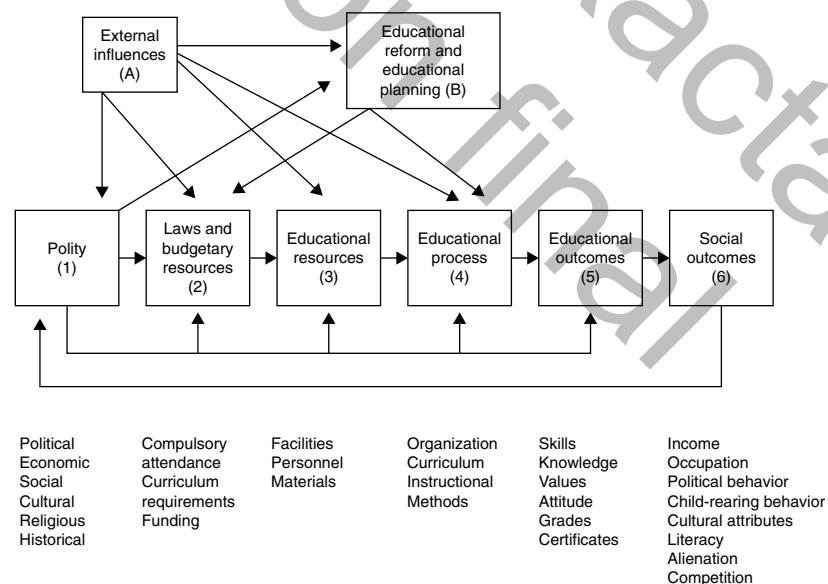 External
influences
(A)
Educational
reform and
educational
planning (B)
Polity
(1)
Laws and
budgetary
resources
(2)
Educational
resources
(3)
Educational
process
(4)
Educational
outcomes
(5)
Social
outcomes
(6)
Political
Economic
Social
Cultural
Religious
Historical
Compulsory
attendance
Curriculum
requirements
Funding
Facilities
Personnel
Materials
Organization
Curriculum
Instructional
Methods
Skills
Knowledge
Values
Attitude
Grades
Certificates
Income
Occupation
Political behavior
Child-rearing behavior
Cultural attributes
Literacy
Alienation
Competition
final